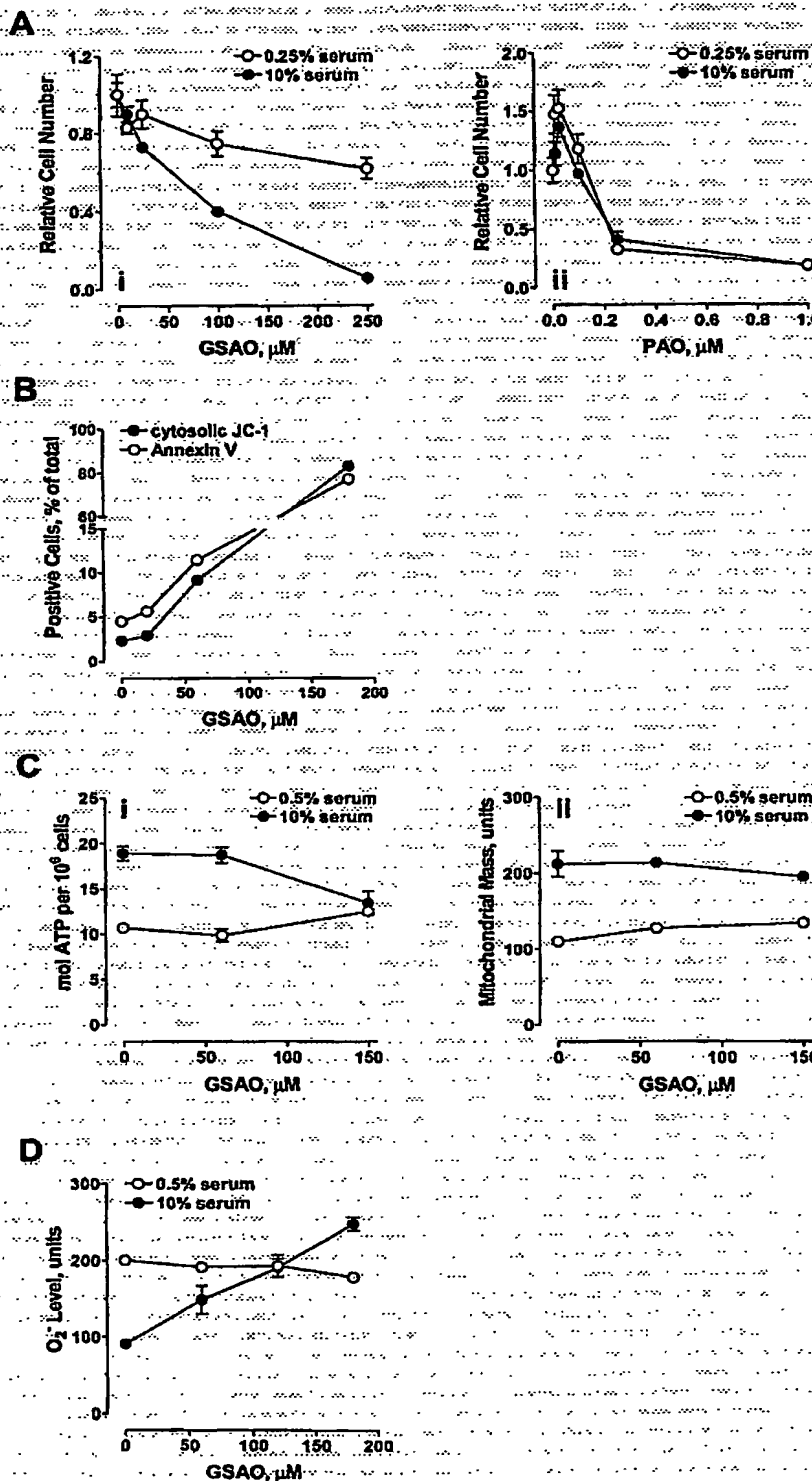 A
0.25% serum
10% serum
Relative Cell Number
1.2
0.8
0.4
0.0
i
0 50 100 150 200 250
GSAO, µM
0.25% serum
10% serum
Relative Cell Number
2.0
1.5
1.0
0.5
0.0
ii
0.0 0.2 0.4 0.6 0.8
PAO, µM
B
cytosolic JC-1
Annexin V
Positive Cells, % of total
100
80
60
15
10
5
0
0 50 100 150 200
GSAO, µM
C
0.5% serum
10% serum
mol ATP per 10⁶ cells
25
20
15
10
5
0
i
0 50 100 150
GSAO, µM
0.5% serum
10% serum
Mitochondrial Mass, units
300
200
100
0
ii
0 50 100 150
GSAO, µM
D
0.5% serum
10% serum
O₂⁻ Level, units
300
200
100
0
0 50 100 150 200
GSAO, µM